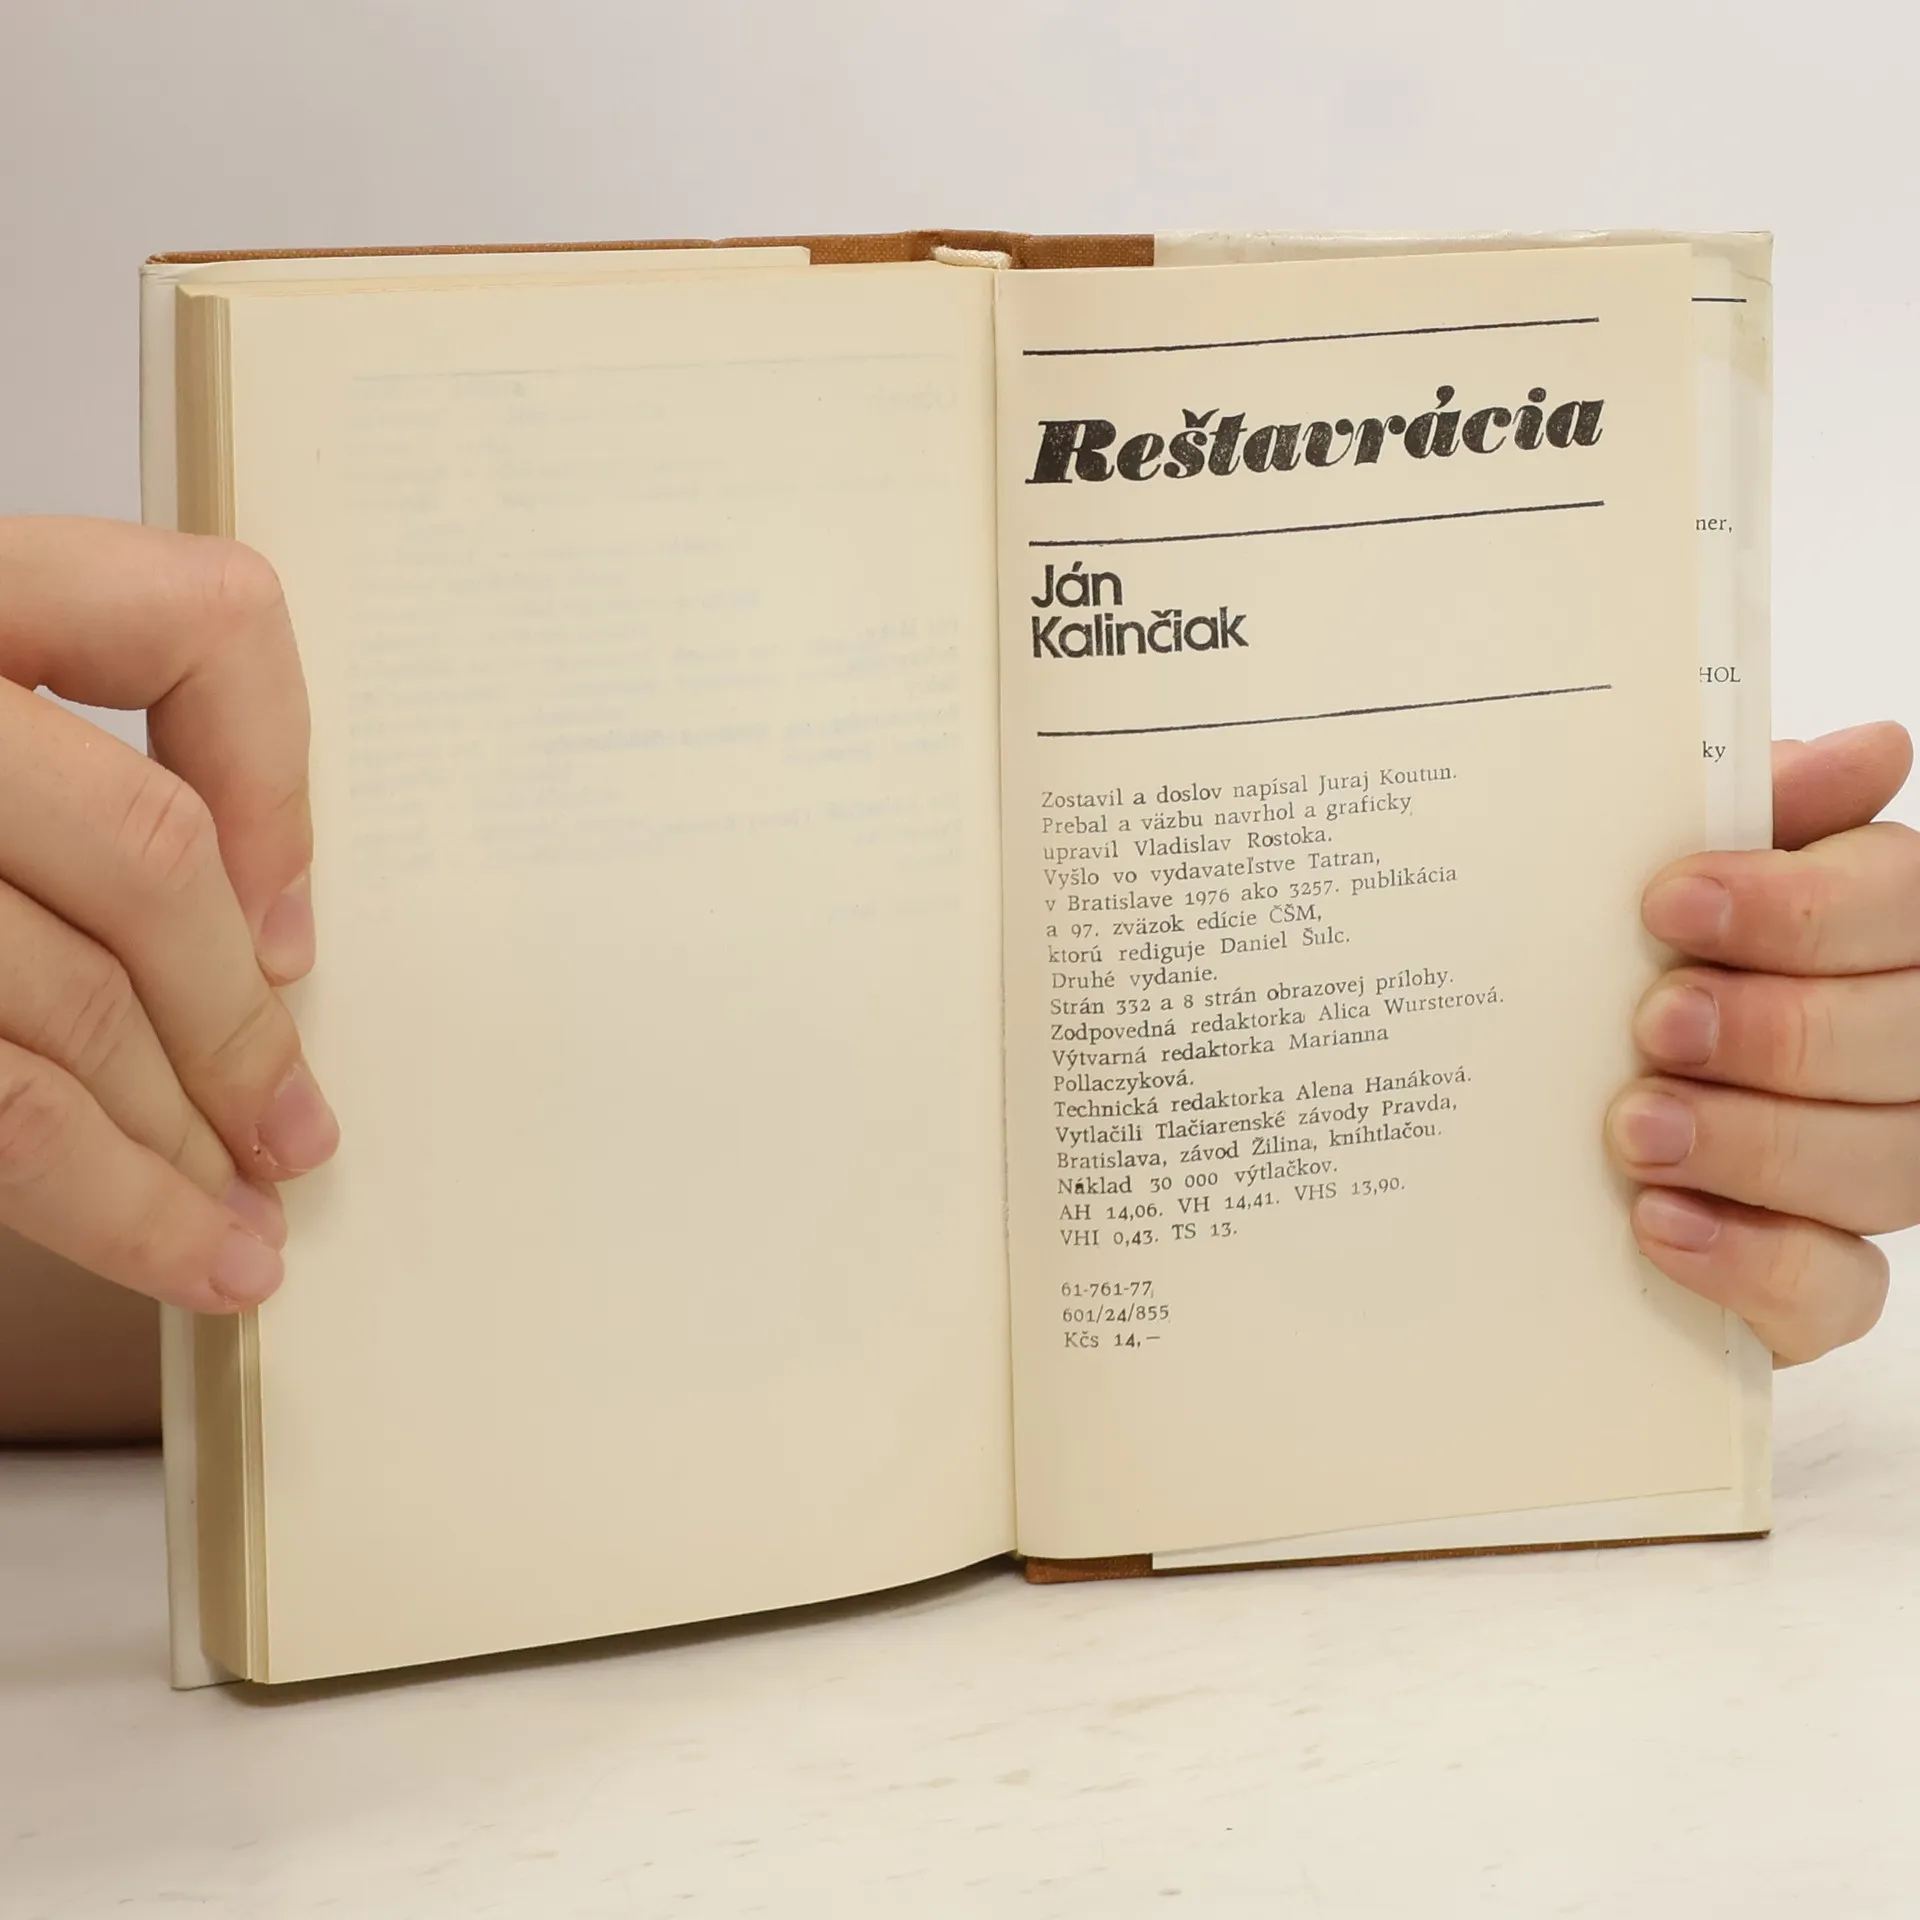 Reštavrácia
Ján
Kalinčiak
Zostavil a doslov napísal Juraj Koutun.
Prebal a väzbu navrhol a graficky
upravil Vladislav Rostoka.
Vyšlo vo vydavateľstve Tatran,
v Bratislave 1976 ako 3257. publikácia
a 97. zväzok edície ČŠM,
ktorú rediguje Daniel Šulc.
Druhé vydanie.
Strán 332 a 8 strán obrazovej prílohy.
Zodpovedná redaktorka Alica Wursterová.
Výtvarná redaktorka Marianna
Pollaczyková.
Technická redaktorka Alena Hanáková.
Vytlačili Tlačiarenské závody Pravda,
Bratislava, závod Žilina, kníhtlačou.
Náklad 30 000 výtlačkov.
AH 14,06. VH 14,41. VHS 13,90.
VHI 0,43. TS 13.
61-761-77
601/24/855
Kčs 14,—
ner,
HOL
ky